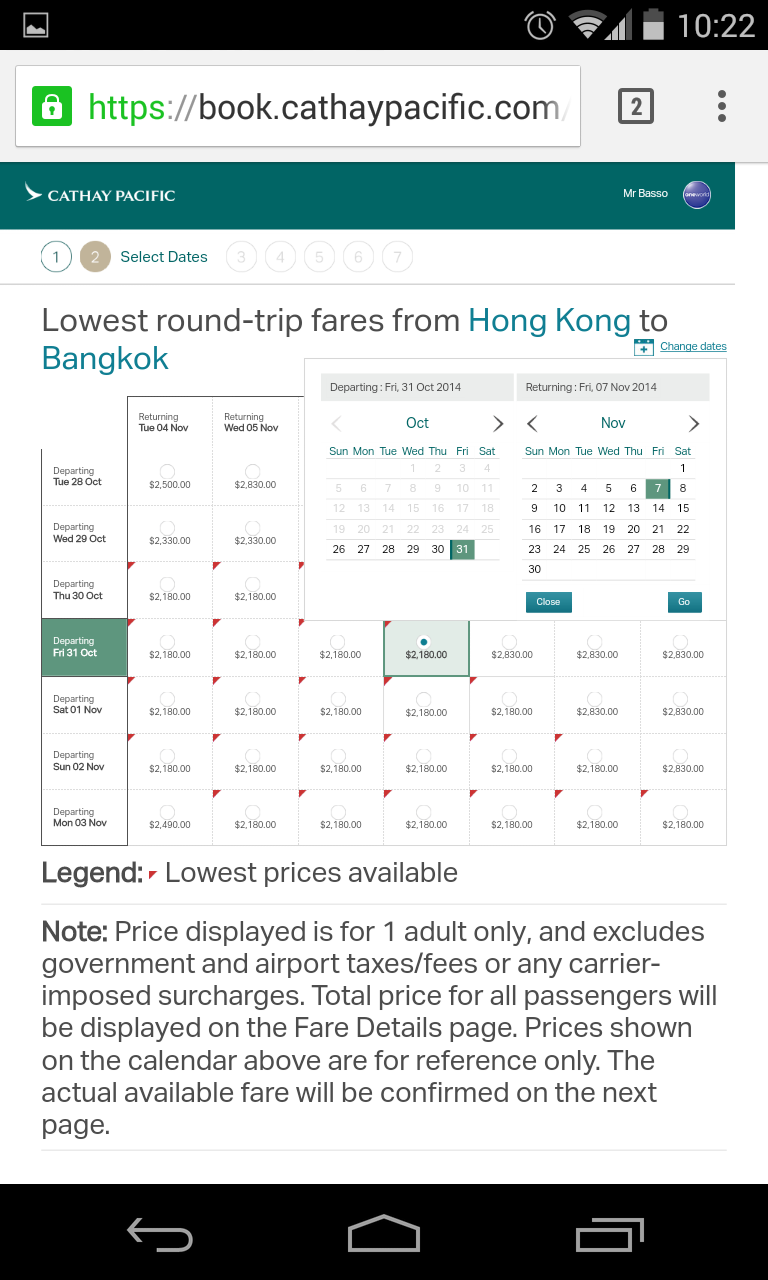 10:22
https://book.cathaypacific.com/
2
CATHAY PACIFIC
Mr Basso
oneworld
1 2 Select Dates 3 4 5 6 7
Lowest round-trip fares from Hong Kong to
Bangkok
Change dates
Departing : Fri, 31 Oct 2014
Returning : Fri, 07 Nov 2014
Oct
Sun Mon Tue Wed Thu Fri Sat
1 2 3 4
5 6 7 8 9 10 11
12 13 14 15 16 17 18
19 20 21 22 23 24 25
26 27 28 29 30 31
Nov
Sun Mon Tue Wed Thu Fri Sat
1
2 3 4 5 6 7 8
9 10 11 12 13 14 15
16 17 18 19 20 21 22
23 24 25 26 27 28 29
30
Close
Go
Returning
Tue 04 Nov
Returning
Wed 05 Nov
Departing
Tue 28 Oct
$2,500.00 $2,830.00
Departing
Wed 29 Oct
$2,330.00 $2,330.00
Departing
Thu 30 Oct
$2,180.00 $2,180.00
Departing
Fri 31 Oct
$2,180.00 $2,180.00 $2,180.00 $2,180.00 $2,830.00 $2,830.00 $2,830.00
Departing
Sat 01 Nov
$2,180.00 $2,180.00 $2,180.00 $2,180.00 $2,180.00 $2,830.00 $2,830.00
Departing
Sun 02 Nov
$2,180.00 $2,180.00 $2,180.00 $2,180.00 $2,180.00 $2,180.00 $2,830.00
Departing
Mon 03 Nov
$2,490.00 $2,180.00 $2,180.00 $2,180.00 $2,180.00 $2,180.00 $2,180.00
Legend: Lowest prices available
Note: Price displayed is for 1 adult only, and excludes
government and airport taxes/fees or any carrier-
imposed surcharges. Total price for all passengers will
be displayed on the Fare Details page. Prices shown
on the calendar above are for reference only. The
actual available fare will be confirmed on the next
page.